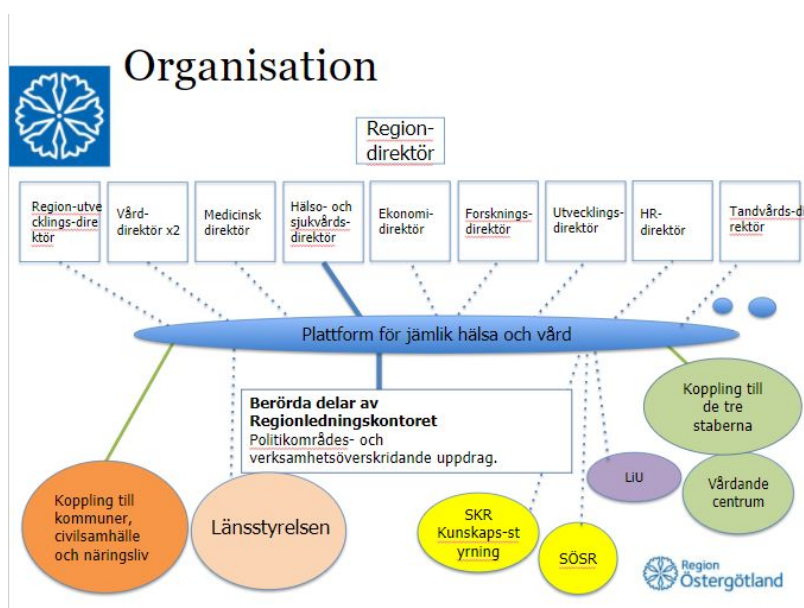 Organisation
Region-
direktör
Region-utve
cklings-dire
ktör
Vård-
direktör x2
Medicinsk
direktör
Hälso- och
sjukvårds-
direktör
Ekonomi-
direktör
Forsknings-
direktör
Utvecklings-
direktör
HR-
direktör
Tandvårds-di
rektör
Plattform för jämlik hälsa och vård
Berörda delar av
Regionledningskontoret
Politikområdes- och
verksamhetsöverskridande uppdrag.
Koppling till
de tre
staberna
Koppling till
kommuner,
civilsamhälle
och näringsliv
Länsstyrelsen
SKR
Kunskaps-st
yrning
SÖSR
LiU
Vårdande
centrum
Region
Östergötland